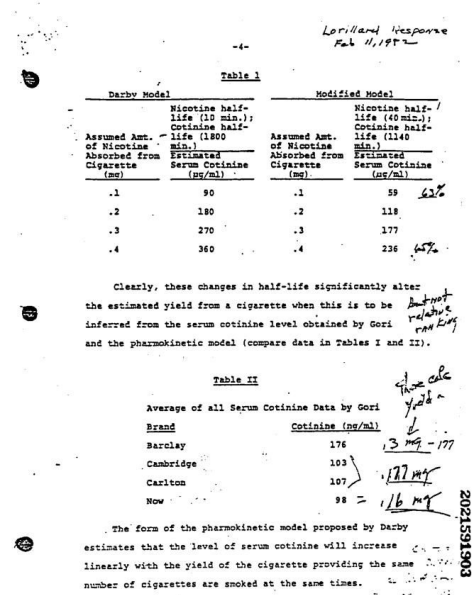 Lorillard Response
Feb 11, 1982
-4-
Table 1
Darby Model Modified Model
Nicotine half- Nicotine half-
life (10 min.); life (40 min.);
Cotinine half- Cotinine half-
Assumed Amt. life (1800 Assumed Amt. life (1140
of Nicotine min.) of Nicotine min.)
Absorbed from Estimated Absorbed from Estimated
Cigarette Serum Cotinine Cigarette Serum Cotinine
(mg) (pg/ml) (mg) (pg/ml)
.1 90 .1 59 63%
.2 180 .2 118
.3 270 .3 177
.4 360 .4 236 65%
Clearly, these changes in half-life significantly alter
the estimated yield from a cigarette when this is to be
inferred from the serum cotinine level obtained by Gori
and the pharmokinetic model (compare data in Tables I and II).
But not
relative
ranking
Table II
Average of all Serum Cotinine Data by Gori
Brand Cotinine (ng/ml)
Barclay 176 .3 mg - 177
Cambridge 103
Carlton 107 .177 mg
Now 98 = .16 mg
The form of the pharmokinetic model proposed by Darby
estimates that the level of serum cotinine will increase
linearly with the yield of the cigarette providing the same
number of cigarettes are smoked at the same times.
2021591903